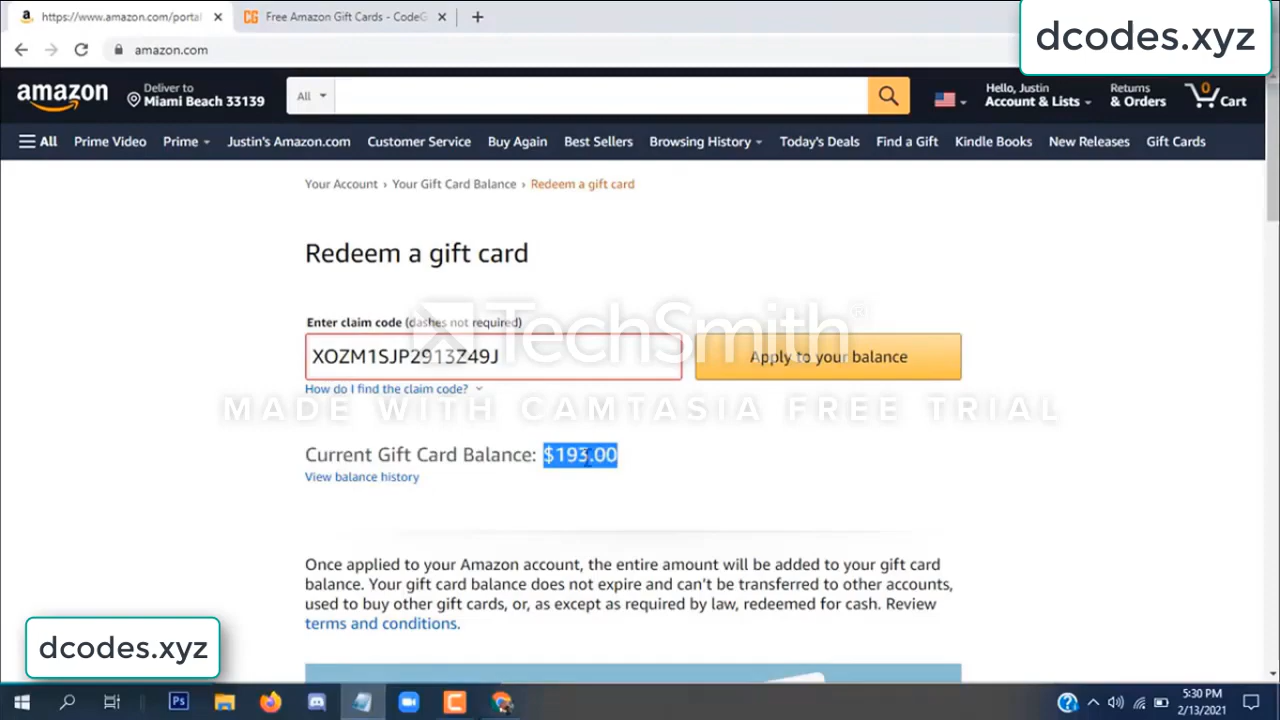 https://www.amazon.com/portal
Free Amazon Gift Cards - CodeG
dcodes.xyz
amazon.com
amazon
Deliver to
Miami Beach 33139
All
Hello, Justin
Account & Lists
Returns
& Orders
0
Cart
All Prime Video Prime Justin's Amazon.com Customer Service Buy Again Best Sellers Browsing History Today's Deals Find a Gift Kindle Books New Releases Gift Cards
Your Account › Your Gift Card Balance › Redeem a gift card
Redeem a gift card
Enter claim code (dashes not required)
XOZM1SJP2913Z49J
Apply to your balance
How do I find the claim code?
TechSmith®
MADE WITH CAMTASIA FREE TRIAL
Current Gift Card Balance: $193.00
View balance history
Once applied to your Amazon account, the entire amount will be added to your gift card
balance. Your gift card balance does not expire and can't be transferred to other accounts,
used to buy other gift cards, or, as except as required by law, redeemed for cash. Review
terms and conditions.
dcodes.xyz
Ps
5:30 PM
2/13/2021